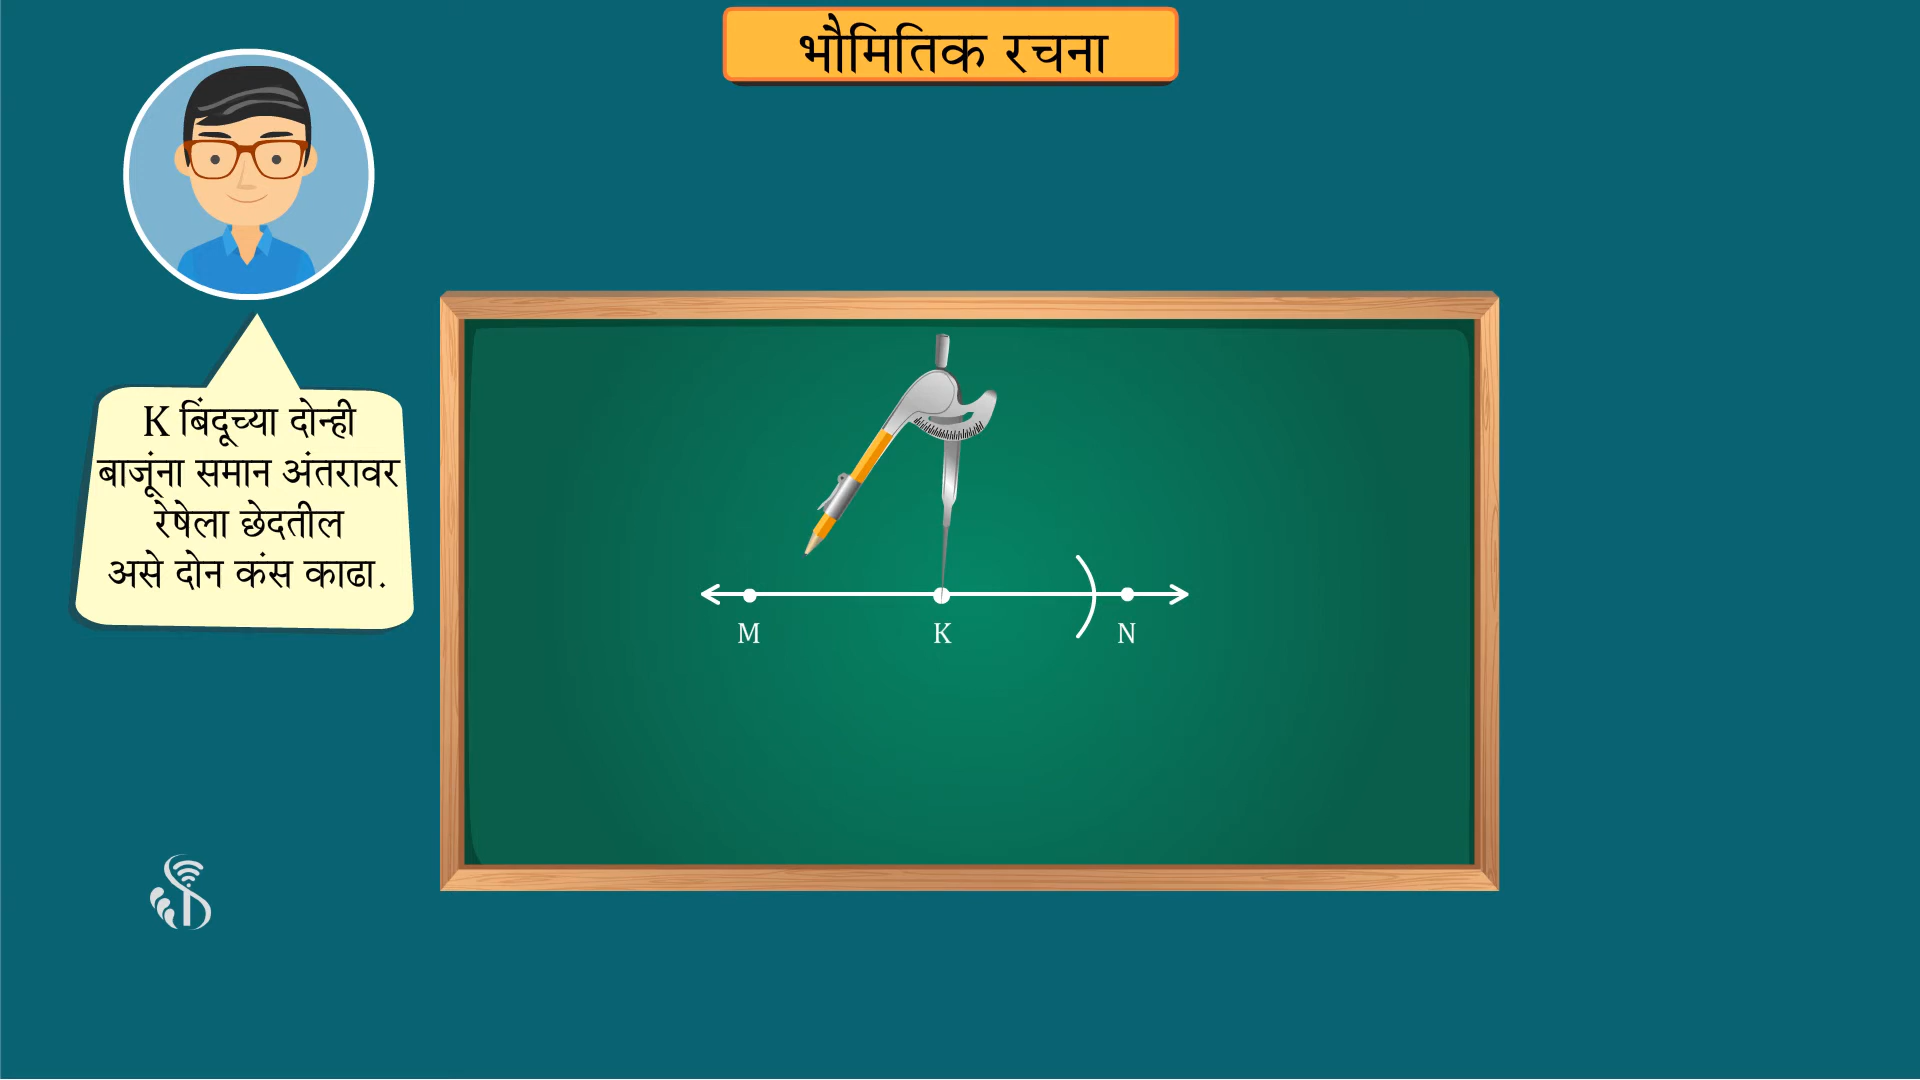 भौमितिक रचना
K बिंदूच्या दोन्ही
बाजूंना समान अंतरावर
रेषेला छेदतील
असे दोन कंस काढा.
M K N